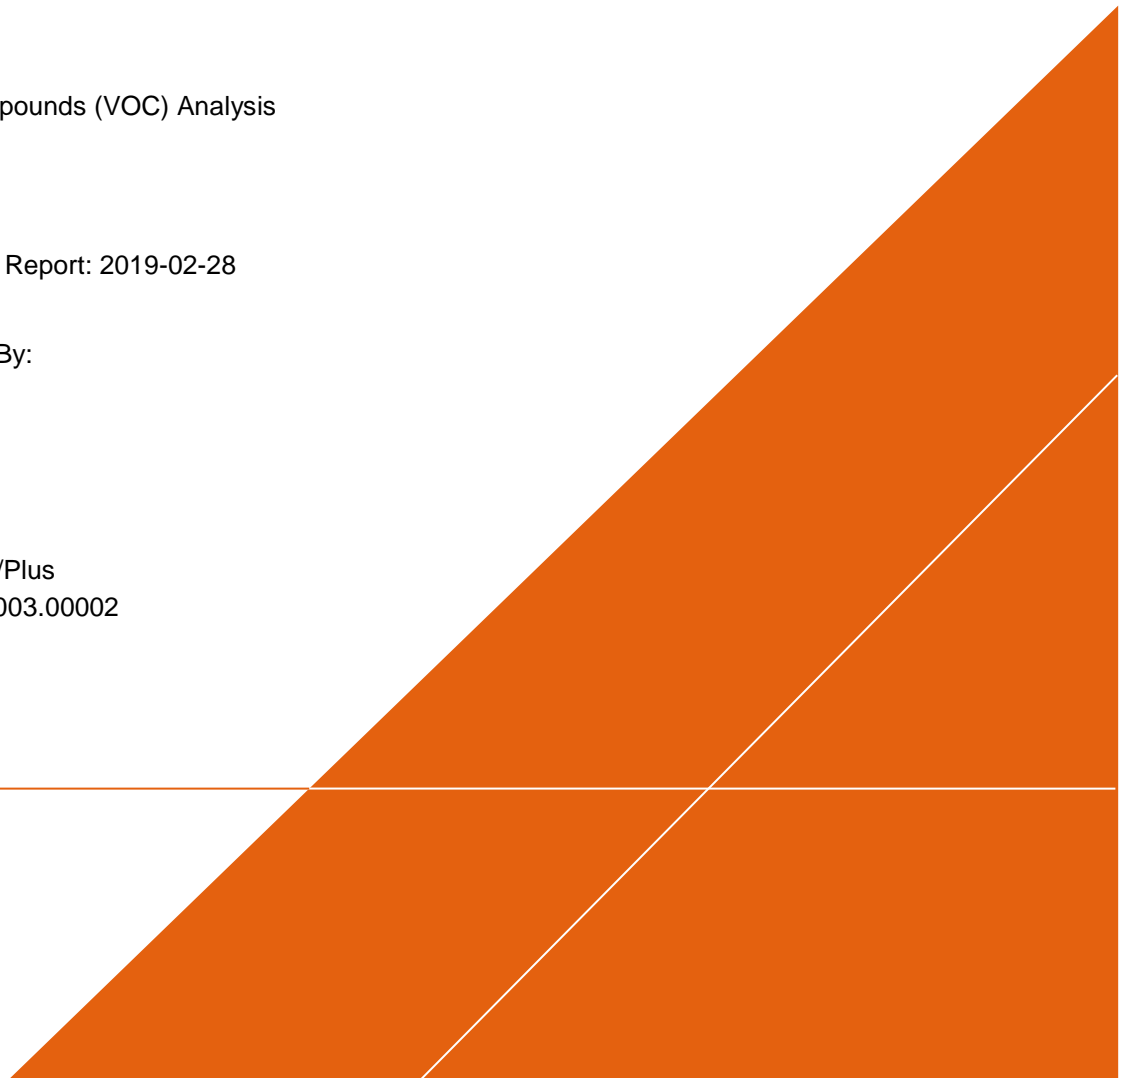 pounds (VOC) Analysis
Report: 2019-02-28
By:
/Plus
003.00002